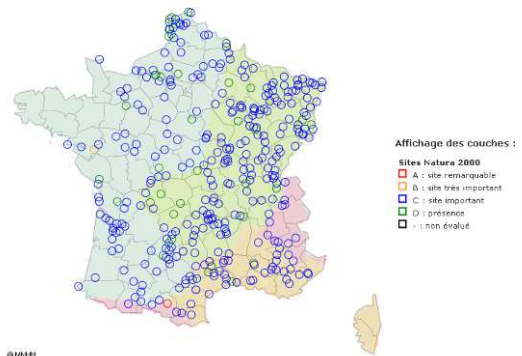 Affichage des couches :
Sites Natura 2000
A : site remarquable
B : site très important
C : site important
D : présence
- : non évalué
@MNHN